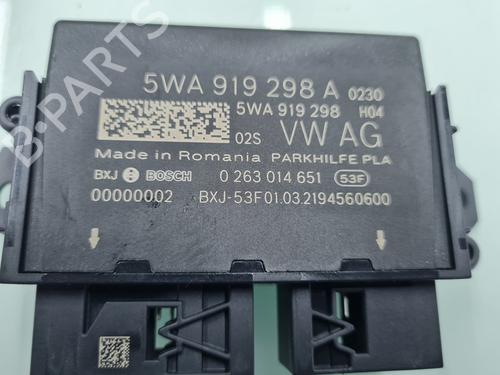 5WA 919 298 A 0230
5WA 919 298 H04
02S VW AG
Made in Romania PARKHILFE PLA
BXJ BOSCH 0 263 014 651 53F
00000002 BXJ-53F01.03.2194560600
B-PARTS